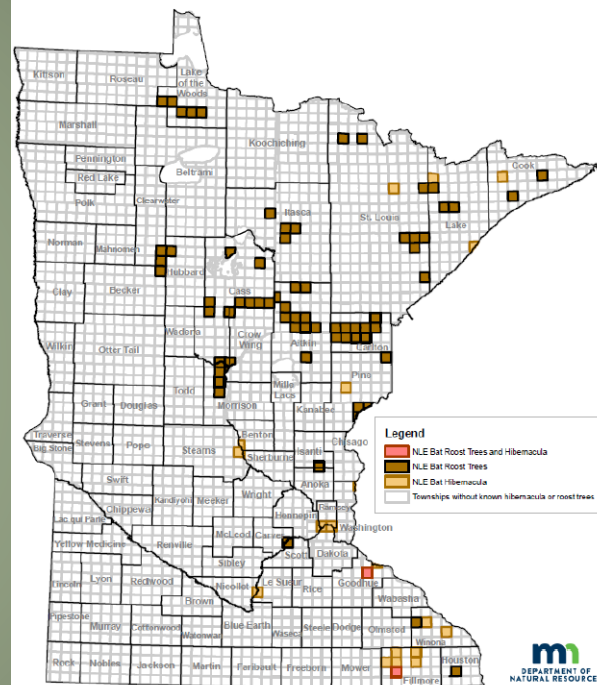 Kittson
Roseau
Lake
of the
Woods
Marshall
Koochiching
Pennington
Red Lake
Beltrami
Cook
Polk
Clearwater
Itasca
St. Louis
Lake
Norman
Mahnomen
Hubbard
Cass
Clay
Becker
Wadena
Crow
Wing
Aitkin
Carlton
Wilkin
Otter Tail
Pine
Todd
Mille
Lacs
Grant
Douglas
Morrison
Kanabec
Traverse
Big Stone
Stevens
Pope
Stearns
Benton
Sherburne
Isanti
Chisago
Legend
NLE Bat Roost Trees and Hibernacula
NLE Bat Roost Trees
NLE Bat Hibernacula
Townships without known hibernacula or roost trees
Swift
Wright
Anoka
Ramsey
Chippewa
Kandiyohi
Meeker
Hennepin
Washington
Lac qui Parle
Renville
McLeod
Carver
Scott
Dakota
Yellow Medicine
Sibley
Goodhue
Lincoln
Lyon
Redwood
Nicollet
Le Sueur
Rice
Wabasha
Brown
Pipestone
Murray
Cottonwood
Watonwan
Blue Earth
Waseca
Steele
Dodge
Olmsted
Winona
Rock
Nobles
Jackson
Martin
Faribault
Freeborn
Mower
Fillmore
Houston
DEPARTMENT OF
NATURAL RESOURCE